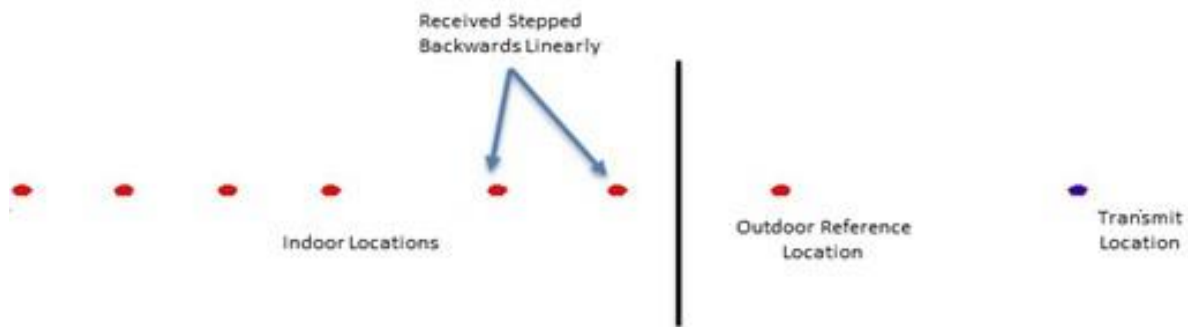 Received Stepped
Backwards Linearly
Indoor Locations
Outdoor Reference
Location
Transmit
Location